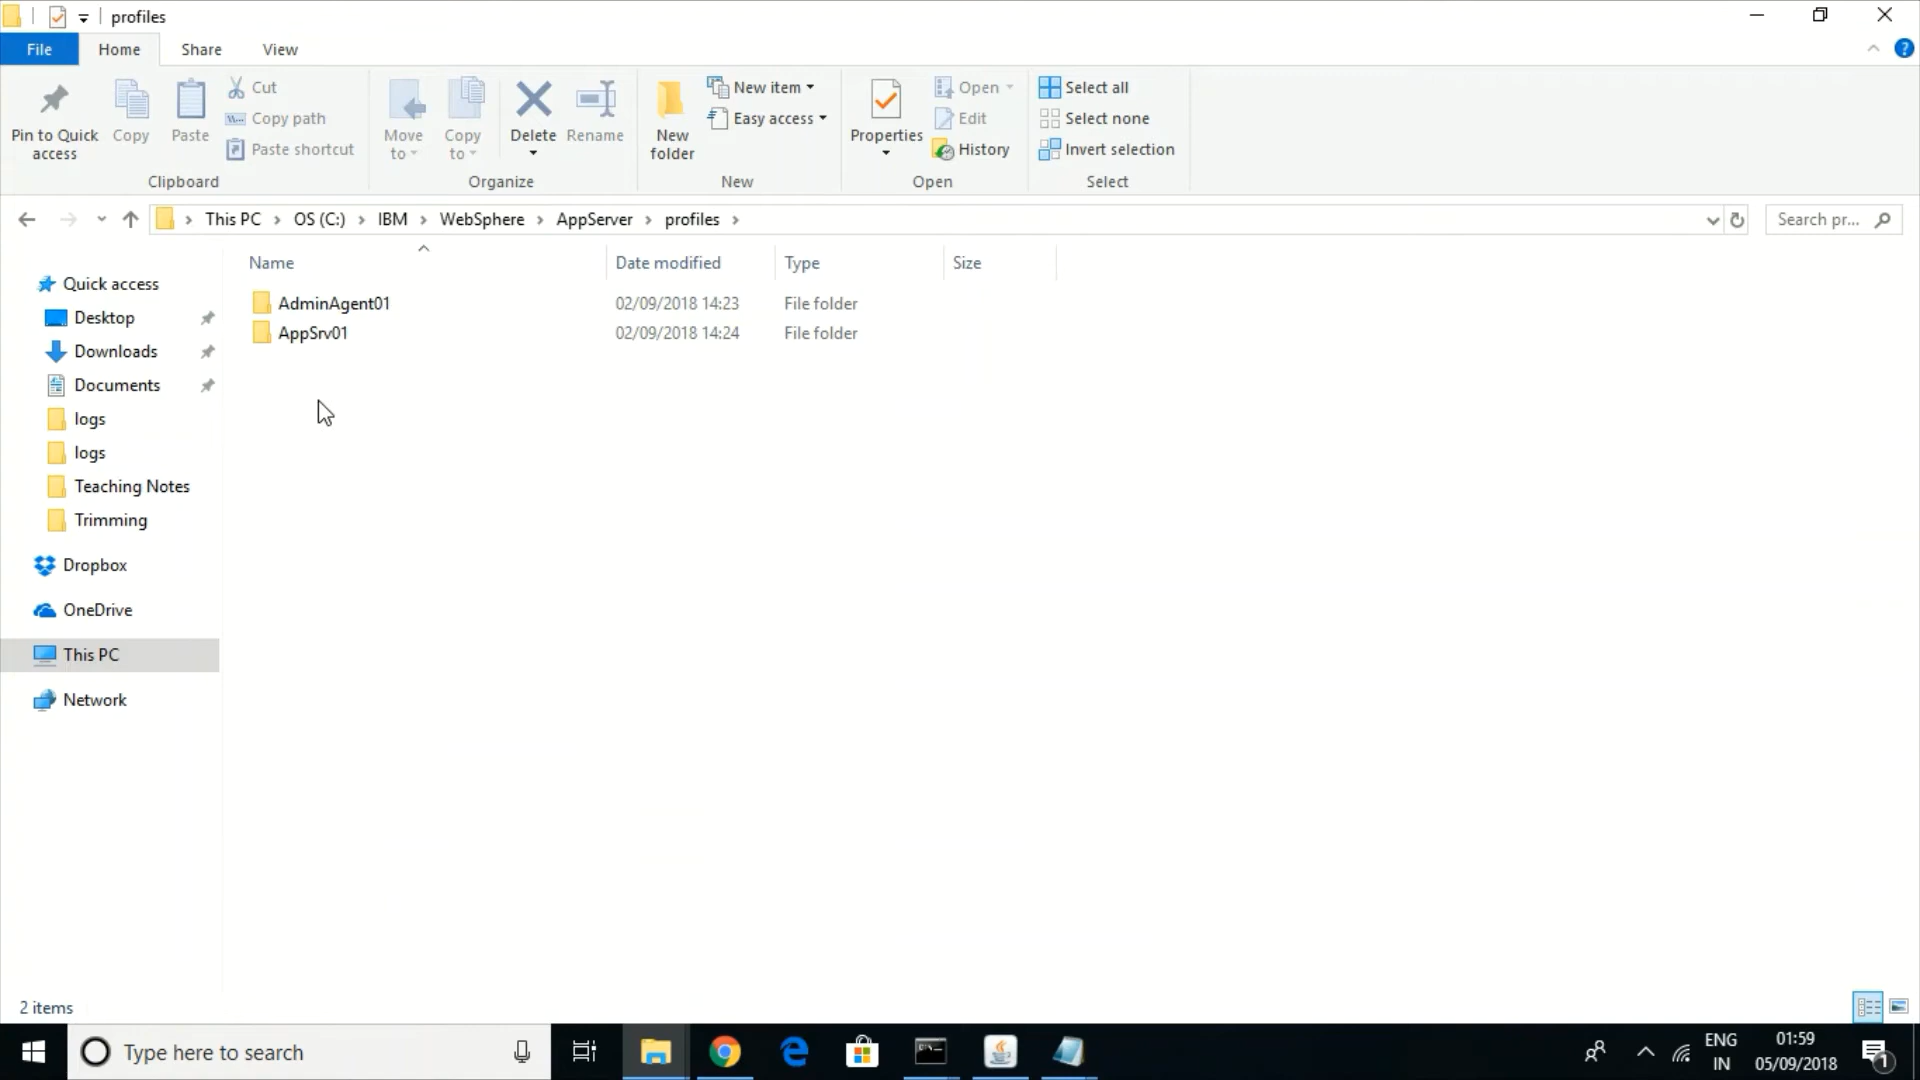 profiles
File Home Share View
Pin to Quick access
Copy
Paste
Cut
Copy path
Paste shortcut
Clipboard
Move to
Copy to
Delete
Rename
Organize
New folder
New item
Easy access
New
Properties
Open
Edit
History
Open
Select all
Select none
Invert selection
Select
This PC > OS (C:) > IBM > WebSphere > AppServer > profiles >
Search pr...
Name Date modified Type Size
AdminAgent01 02/09/2018 14:23 File folder
AppSrv01 02/09/2018 14:24 File folder
Quick access
Desktop
Downloads
Documents
logs
logs
Teaching Notes
Trimming
Dropbox
OneDrive
This PC
Network
2 items
Type here to search
ENG
IN
01:59
05/09/2018
1